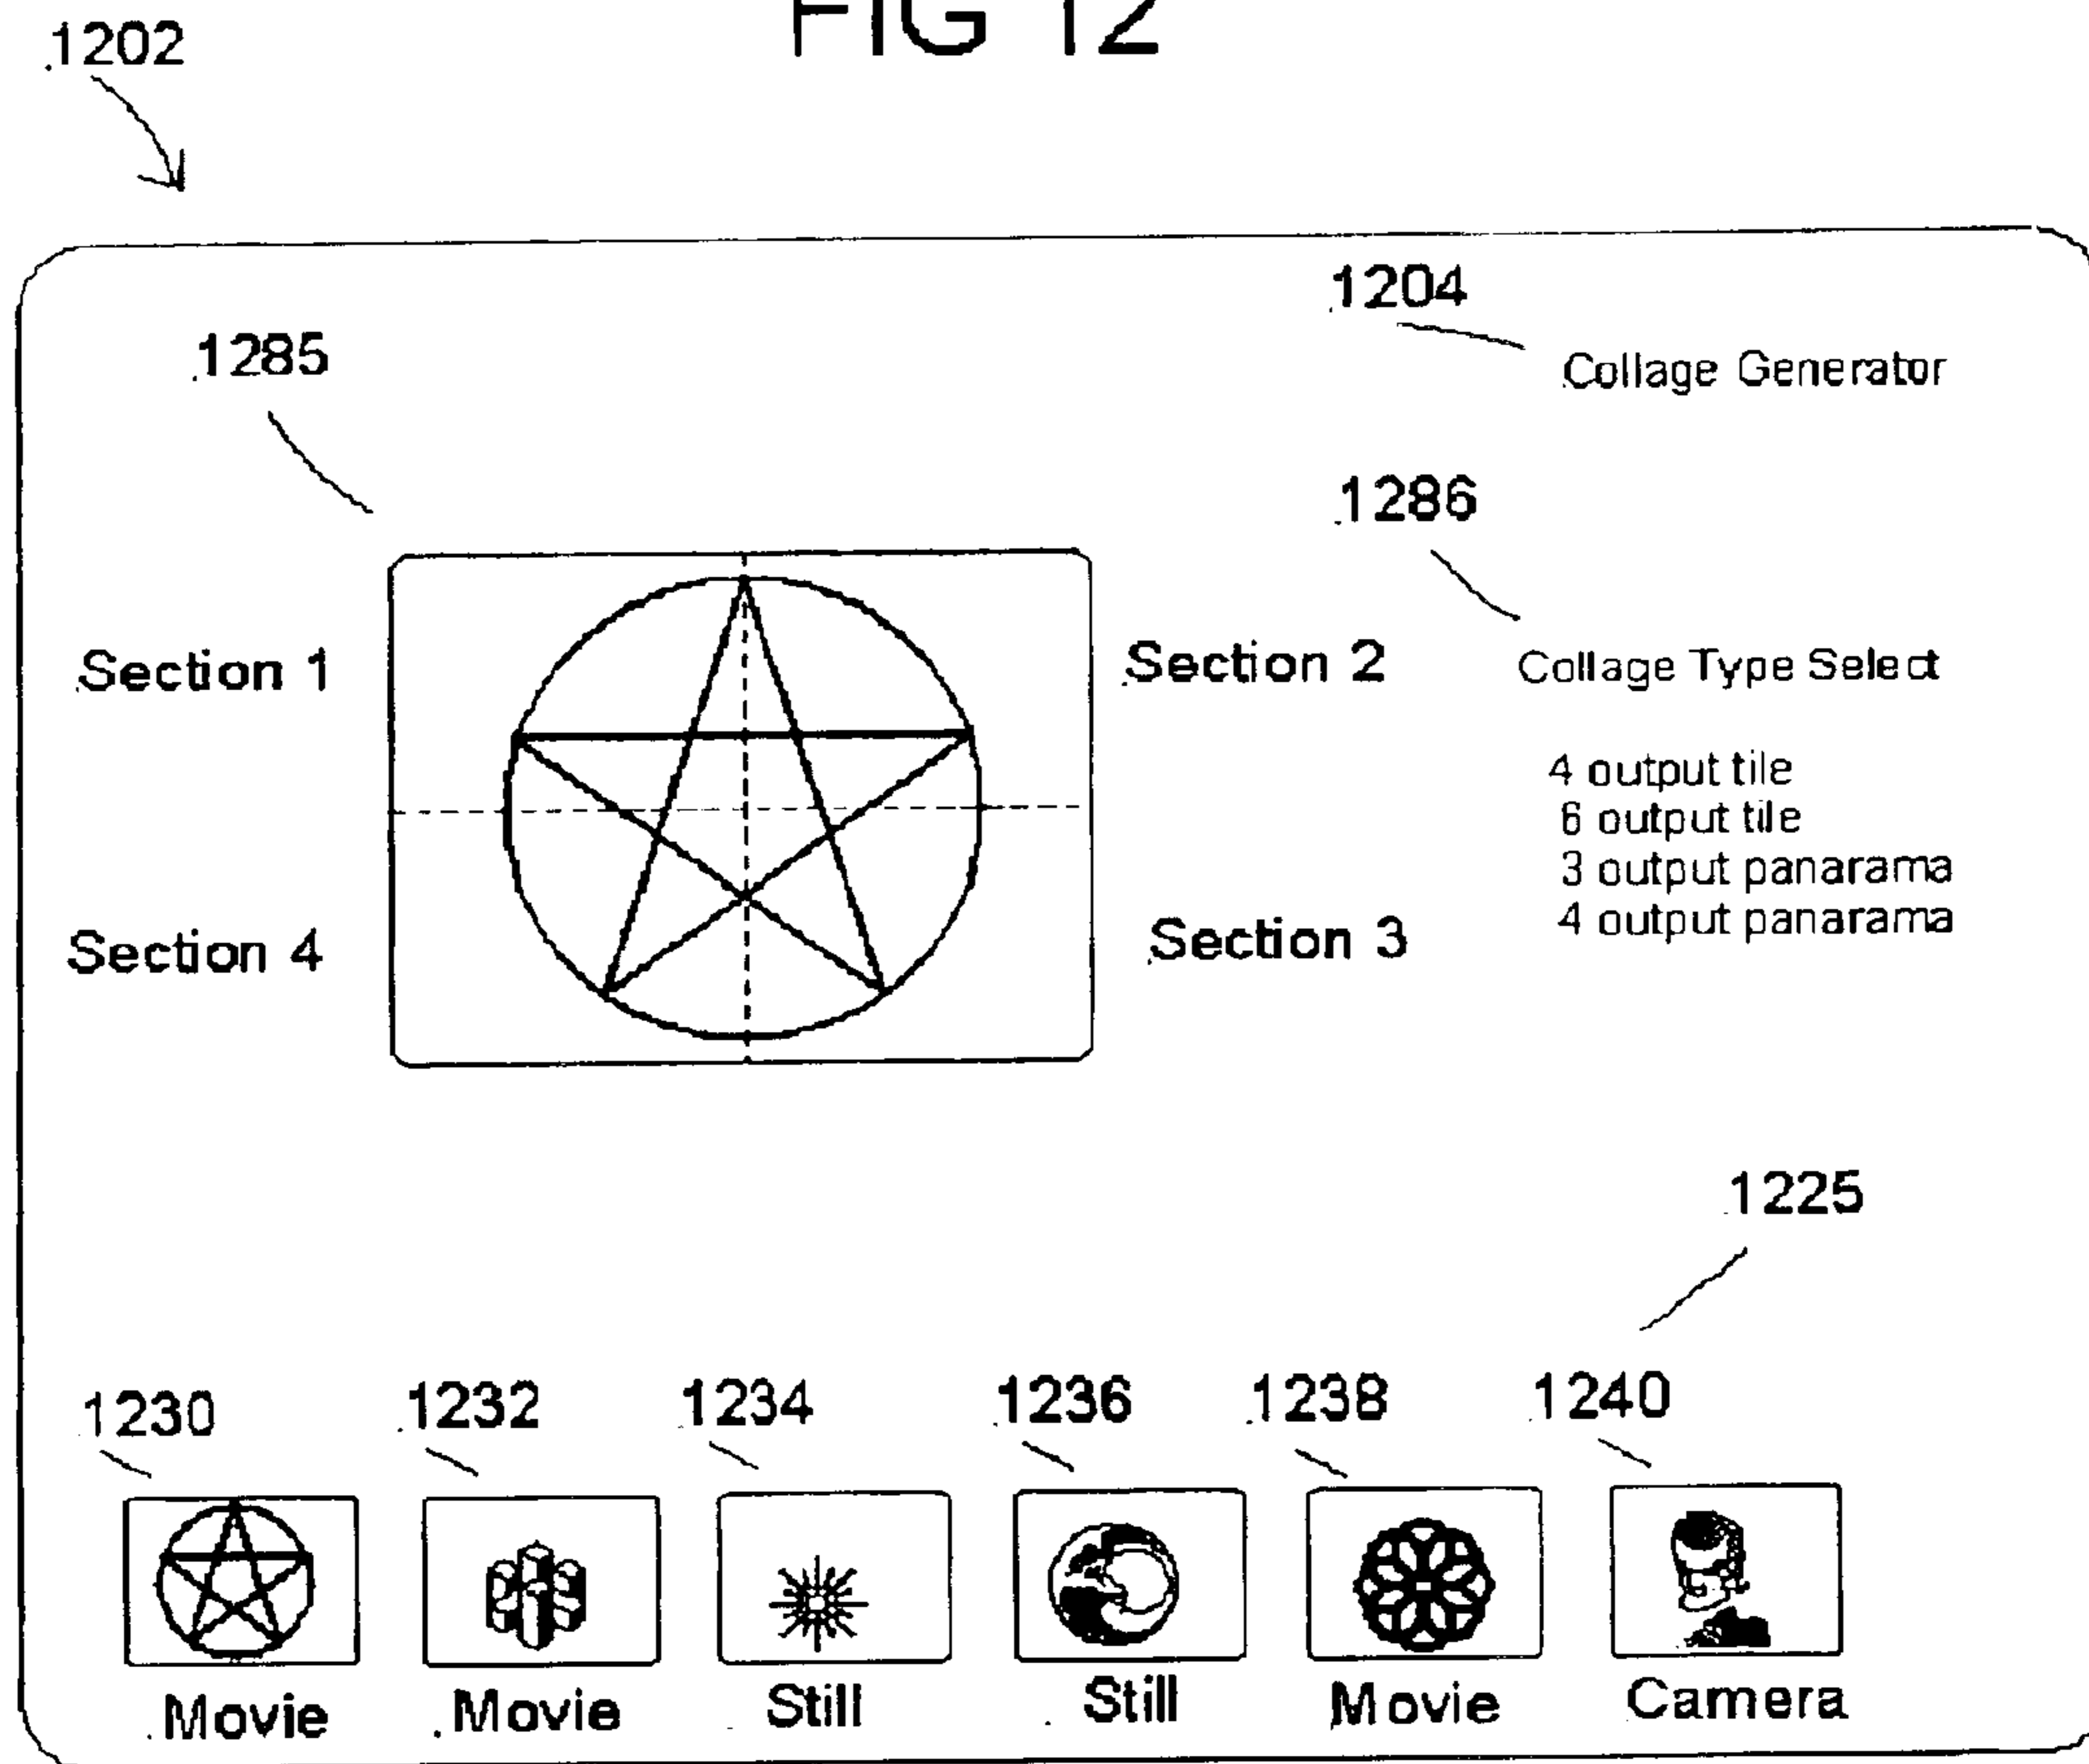 FIG 12
1202
1204
Collage Generator
1285
1286
Section 1
Section 2
Collage Type Select
4 output tile
6 output tile
3 output panarama
4 output panarama
Section 4
Section 3
1225
1230
1232
1234
1236
1238
1240
Movie
Movie
Still
Still
Movie
Camera